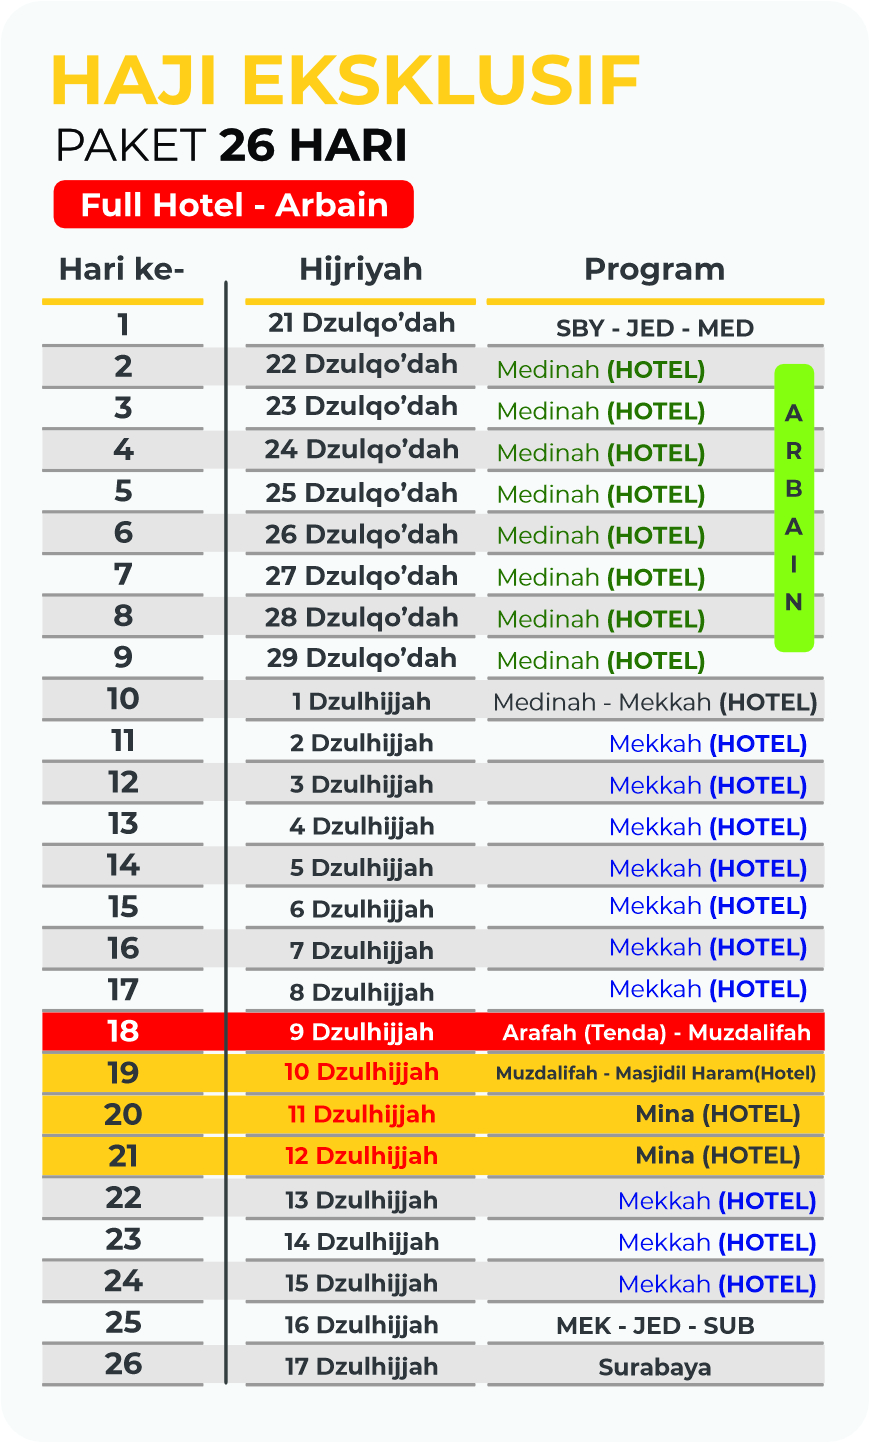 HAJI EKSKLUSIF
PAKET 26 HARI
Full Hotel - Arbain
Hari ke- Hijriyah Program
1 21 Dzulqo’dah SBY - JED - MED
2 22 Dzulqo’dah Medinah (HOTEL)
3 23 Dzulqo’dah Medinah (HOTEL)
4 24 Dzulqo’dah Medinah (HOTEL)
5 25 Dzulqo’dah Medinah (HOTEL)
6 26 Dzulqo’dah Medinah (HOTEL)
7 27 Dzulqo’dah Medinah (HOTEL)
8 28 Dzulqo’dah Medinah (HOTEL)
9 29 Dzulqo’dah Medinah (HOTEL)
ARBAIN
10 1 Dzulhijjah Medinah - Mekkah (HOTEL)
11 2 Dzulhijjah Mekkah (HOTEL)
12 3 Dzulhijjah Mekkah (HOTEL)
13 4 Dzulhijjah Mekkah (HOTEL)
14 5 Dzulhijjah Mekkah (HOTEL)
15 6 Dzulhijjah Mekkah (HOTEL)
16 7 Dzulhijjah Mekkah (HOTEL)
17 8 Dzulhijjah Mekkah (HOTEL)
18 9 Dzulhijjah Arafah (Tenda) - Muzdalifah
19 10 Dzulhijjah Muzdalifah - Masjidil Haram(Hotel)
20 11 Dzulhijjah Mina (HOTEL)
21 12 Dzulhijjah Mina (HOTEL)
22 13 Dzulhijjah Mekkah (HOTEL)
23 14 Dzulhijjah Mekkah (HOTEL)
24 15 Dzulhijjah Mekkah (HOTEL)
25 16 Dzulhijjah MEK - JED - SUB
26 17 Dzulhijjah Surabaya